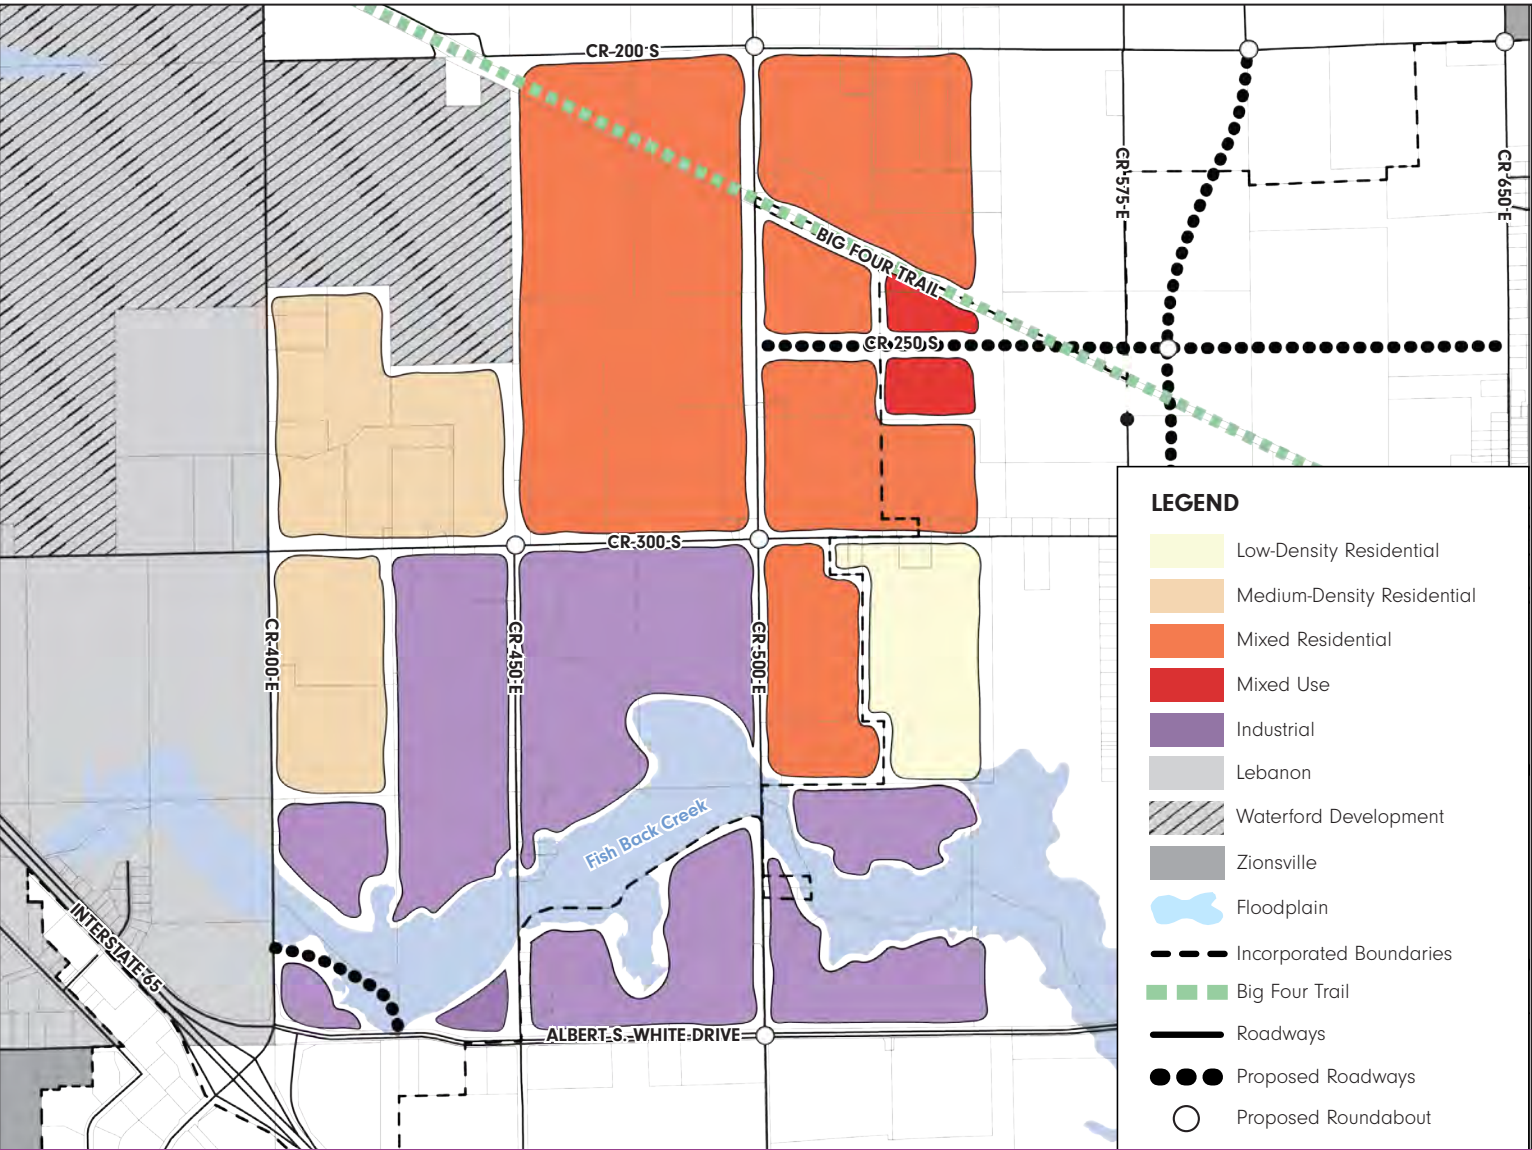 CR-200 S
CR-575-E
CR 650-E
BIG FOUR TRAIL
CR-250 S
CR-300 S
CR-400-E
CR-450-E
CR-500-E
Fish Back Creek
INTERSTATE-65
ALBERT S. WHITE DRIVE
LEGEND
Low-Density Residential
Medium-Density Residential
Mixed Residential
Mixed Use
Industrial
Lebanon
Waterford Development
Zionsville
Floodplain
Incorporated Boundaries
Big Four Trail
Roadways
Proposed Roadways
Proposed Roundabout